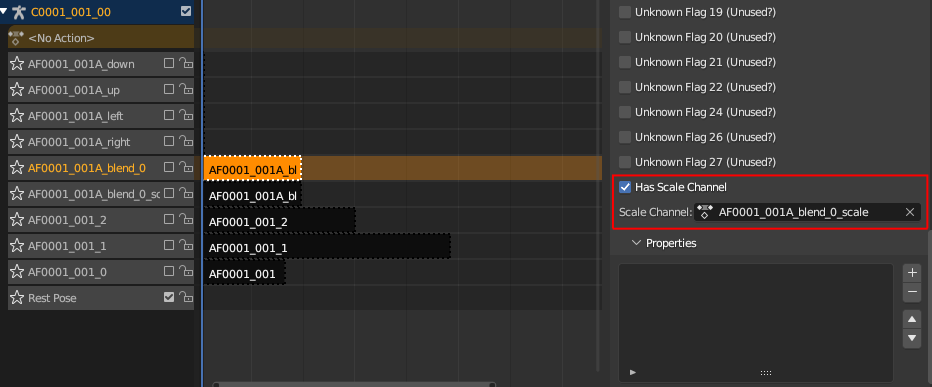 C0001_001_00
<No Action>
AF0001_001A_down
AF0001_001A_up
AF0001_001A_left
AF0001_001A_right
AF0001_001A_blend_0
AF0001_001A_blend_0_sc
AF0001_001_2
AF0001_001_1
AF0001_001_0
Rest Pose
AF0001_001A_bl
AF0001_001A_bl
AF0001_001_2
AF0001_001_1
AF0001_001
Unknown Flag 19 (Unused?)
Unknown Flag 20 (Unused?)
Unknown Flag 21 (Unused?)
Unknown Flag 22 (Unused?)
Unknown Flag 24 (Unused?)
Unknown Flag 26 (Unused?)
Unknown Flag 27 (Unused?)
Has Scale Channel
Scale Channel: AF0001_001A_blend_0_scale
Properties